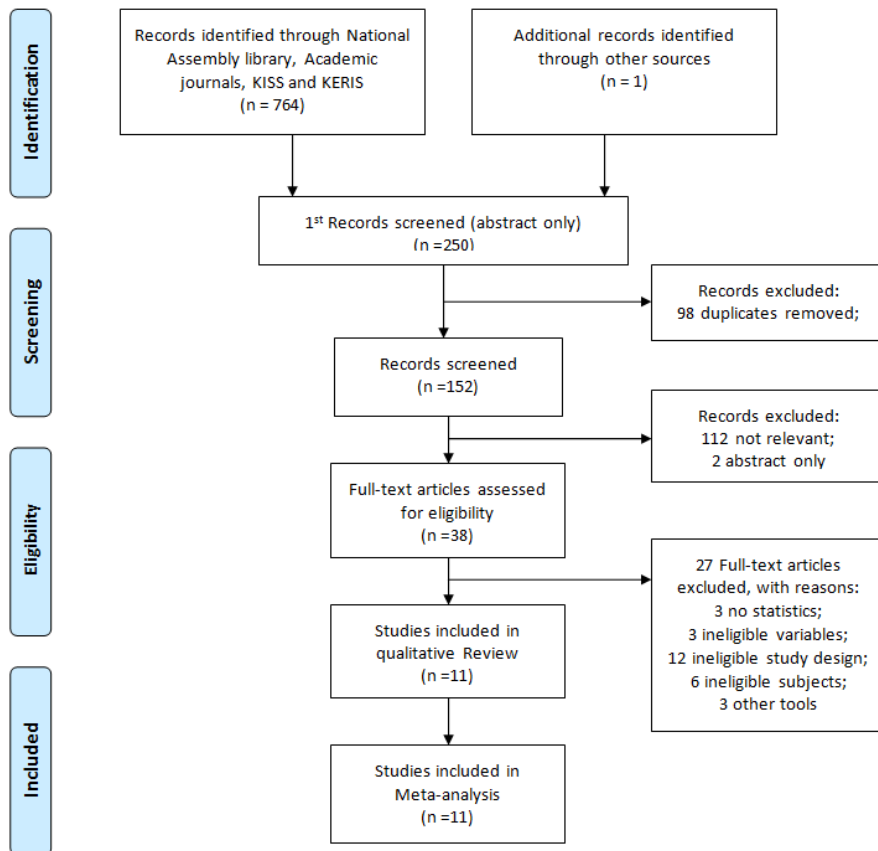 Identification
Records identified through National
Assembly library, Academic
journals, KISS and KERIS
(n = 764)
Additional records identified
through other sources
(n = 1)
1st Records screened (abstract only)
(n =250)
Screening
Records excluded:
98 duplicates removed;
Records screened
(n =152)
Records excluded:
112 not relevant;
2 abstract only
Eligibility
Full-text articles assessed
for eligibility
(n =38)
27 Full-text articles
excluded, with reasons:
3 no statistics;
3 ineligible variables;
12 ineligible study design;
6 ineligible subjects;
3 other tools
Studies included in
qualitative Review
(n =11)
Included
Studies included in
Meta-analysis
(n =11)